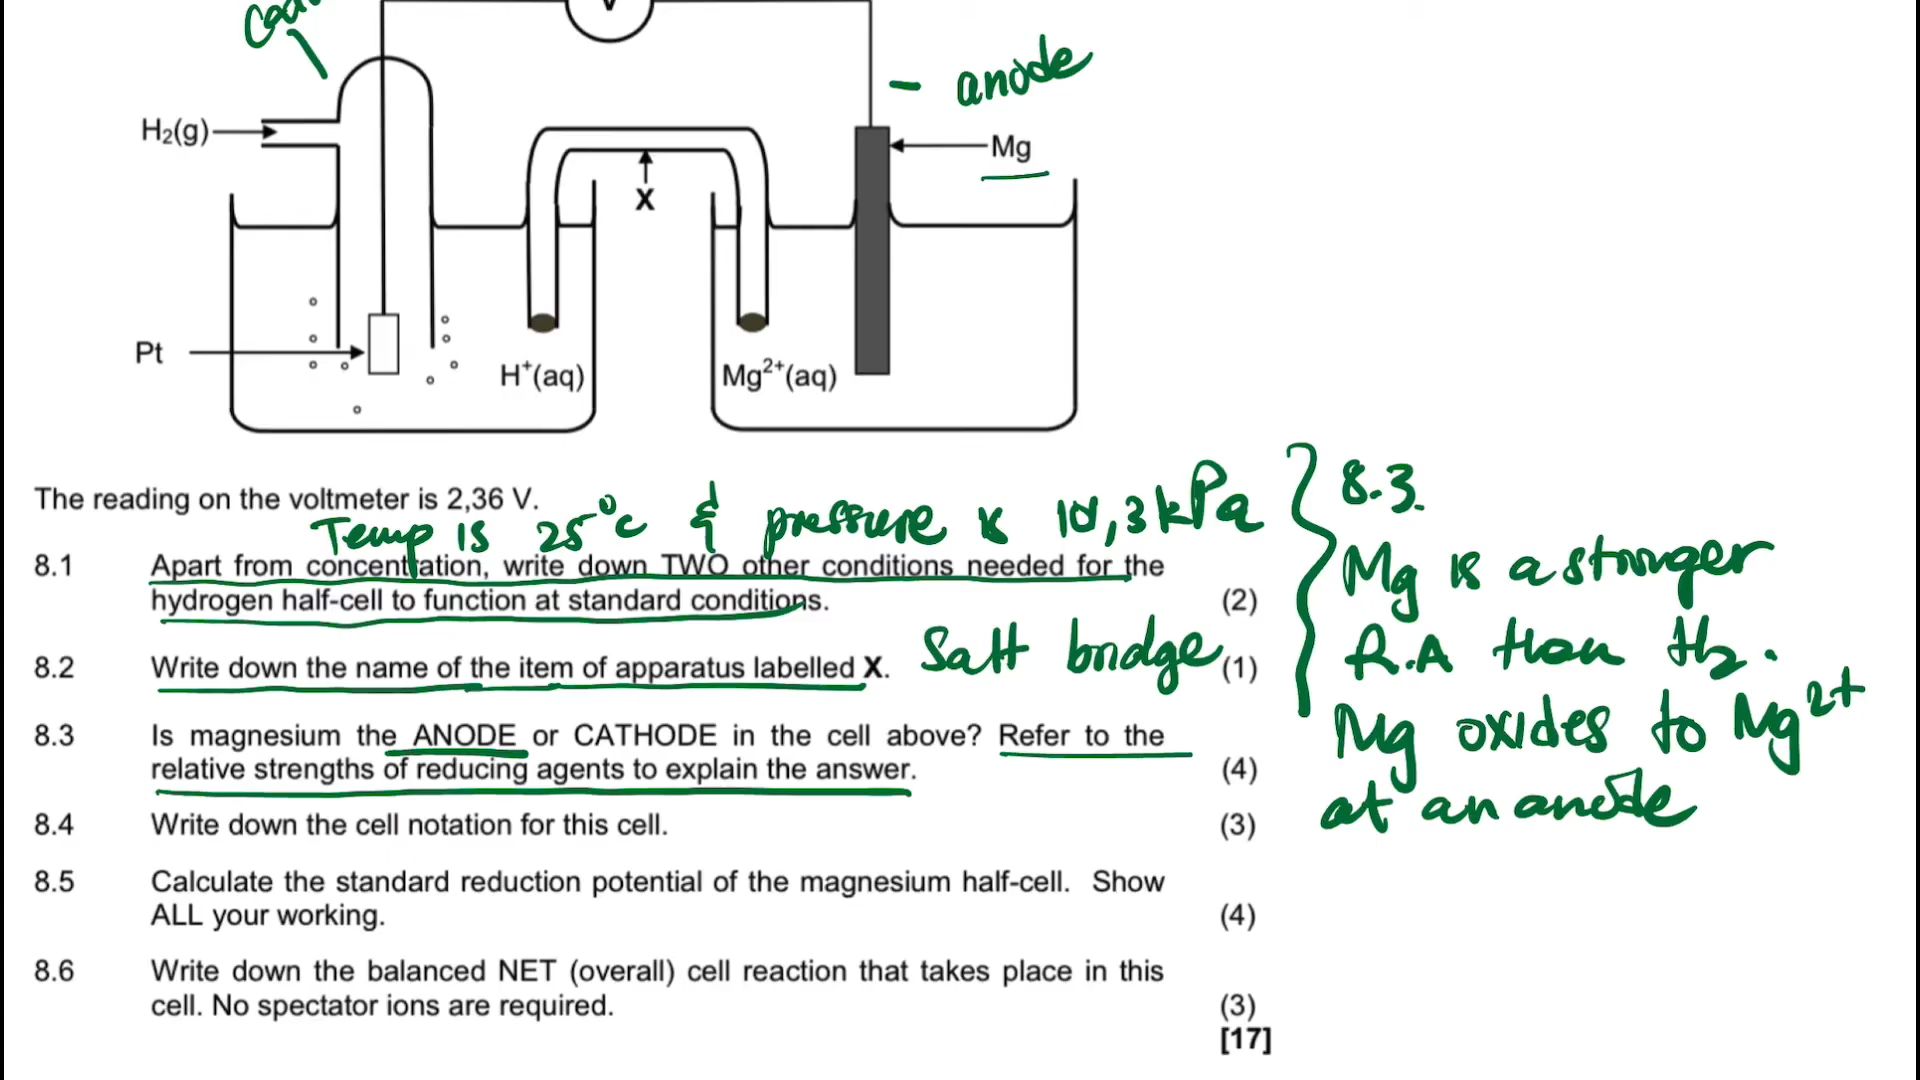 V
- anode
H₂(g)
Mg
X
Pt
H⁺(aq)
Mg²⁺(aq)
The reading on the voltmeter is 2,36 V.
Temp is 25°c & pressure is 101,3 kPa
8.1 Apart from concentration, write down TWO other conditions needed for the
hydrogen half-cell to function at standard conditions. (2)
8.2 Write down the name of the item of apparatus labelled X. Salt bridge (1)
8.3 Is magnesium the ANODE or CATHODE in the cell above? Refer to the
relative strengths of reducing agents to explain the answer. (4)
8.4 Write down the cell notation for this cell. (3)
8.5 Calculate the standard reduction potential of the magnesium half-cell. Show
ALL your working. (4)
8.6 Write down the balanced NET (overall) cell reaction that takes place in this
cell. No spectator ions are required. (3)
[17]
8.3.
Mg is a stronger
R.A than H₂.
Mg oxides to Mg²⁺
at an anode